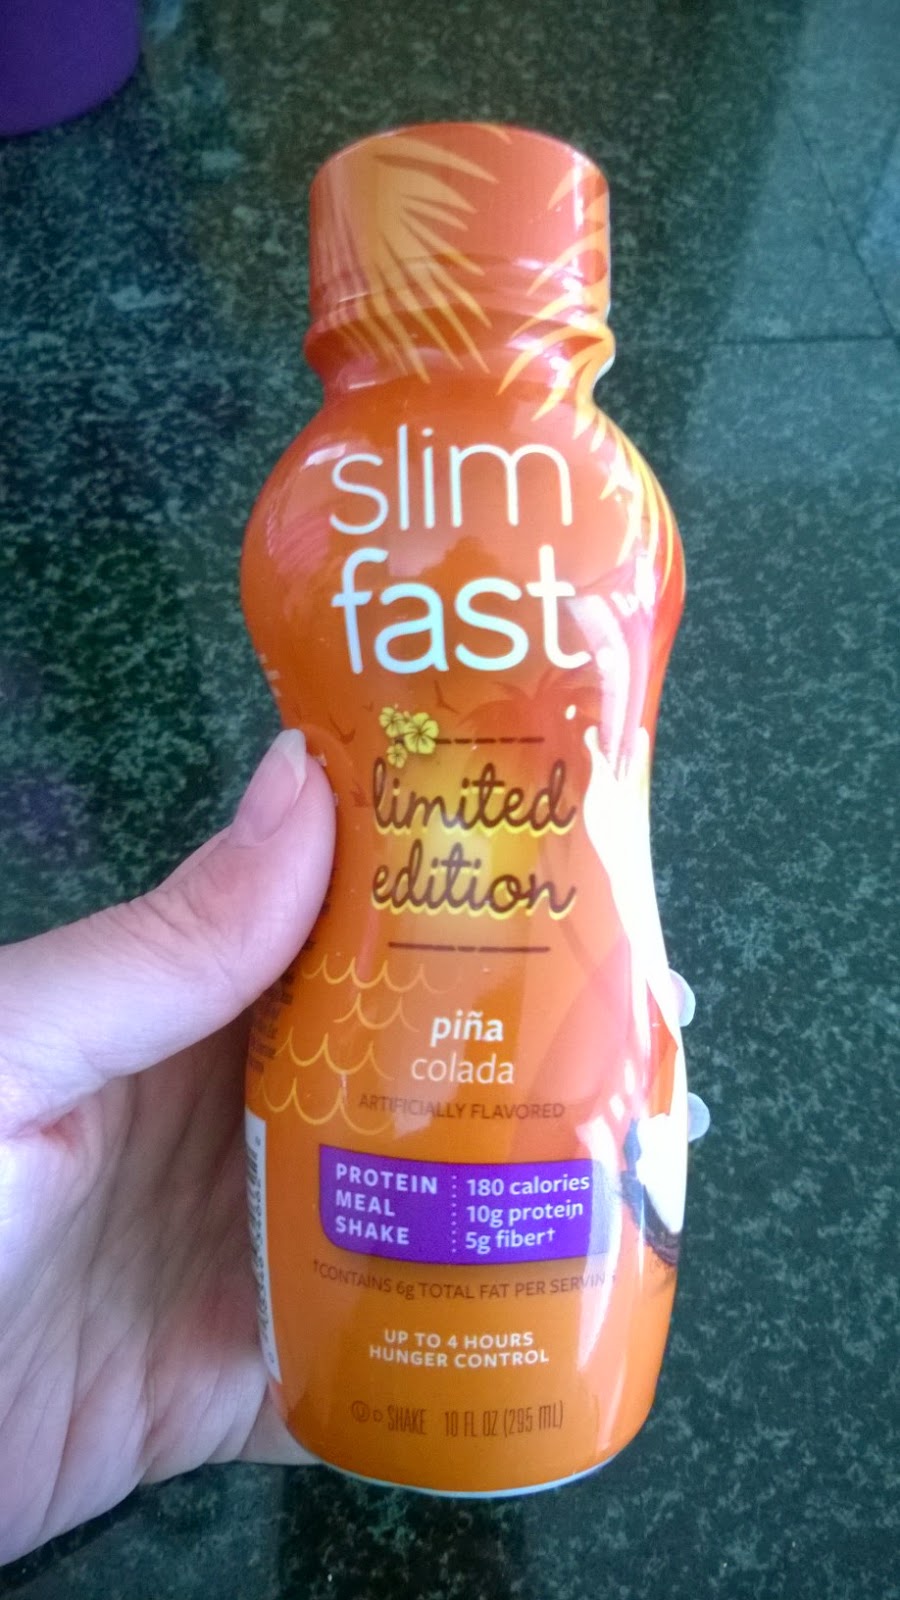 slim
fast.
limited
edition
piña
colada
ARTIFICIALLY FLAVORED
PROTEIN
MEAL
SHAKE
180 calories
10g protein
5g fiber†
†CONTAINS 6g TOTAL FAT PER SERVIN
UP TO 4 HOURS
HUNGER CONTROL
SHAKE 10 FL OZ (295 mL)